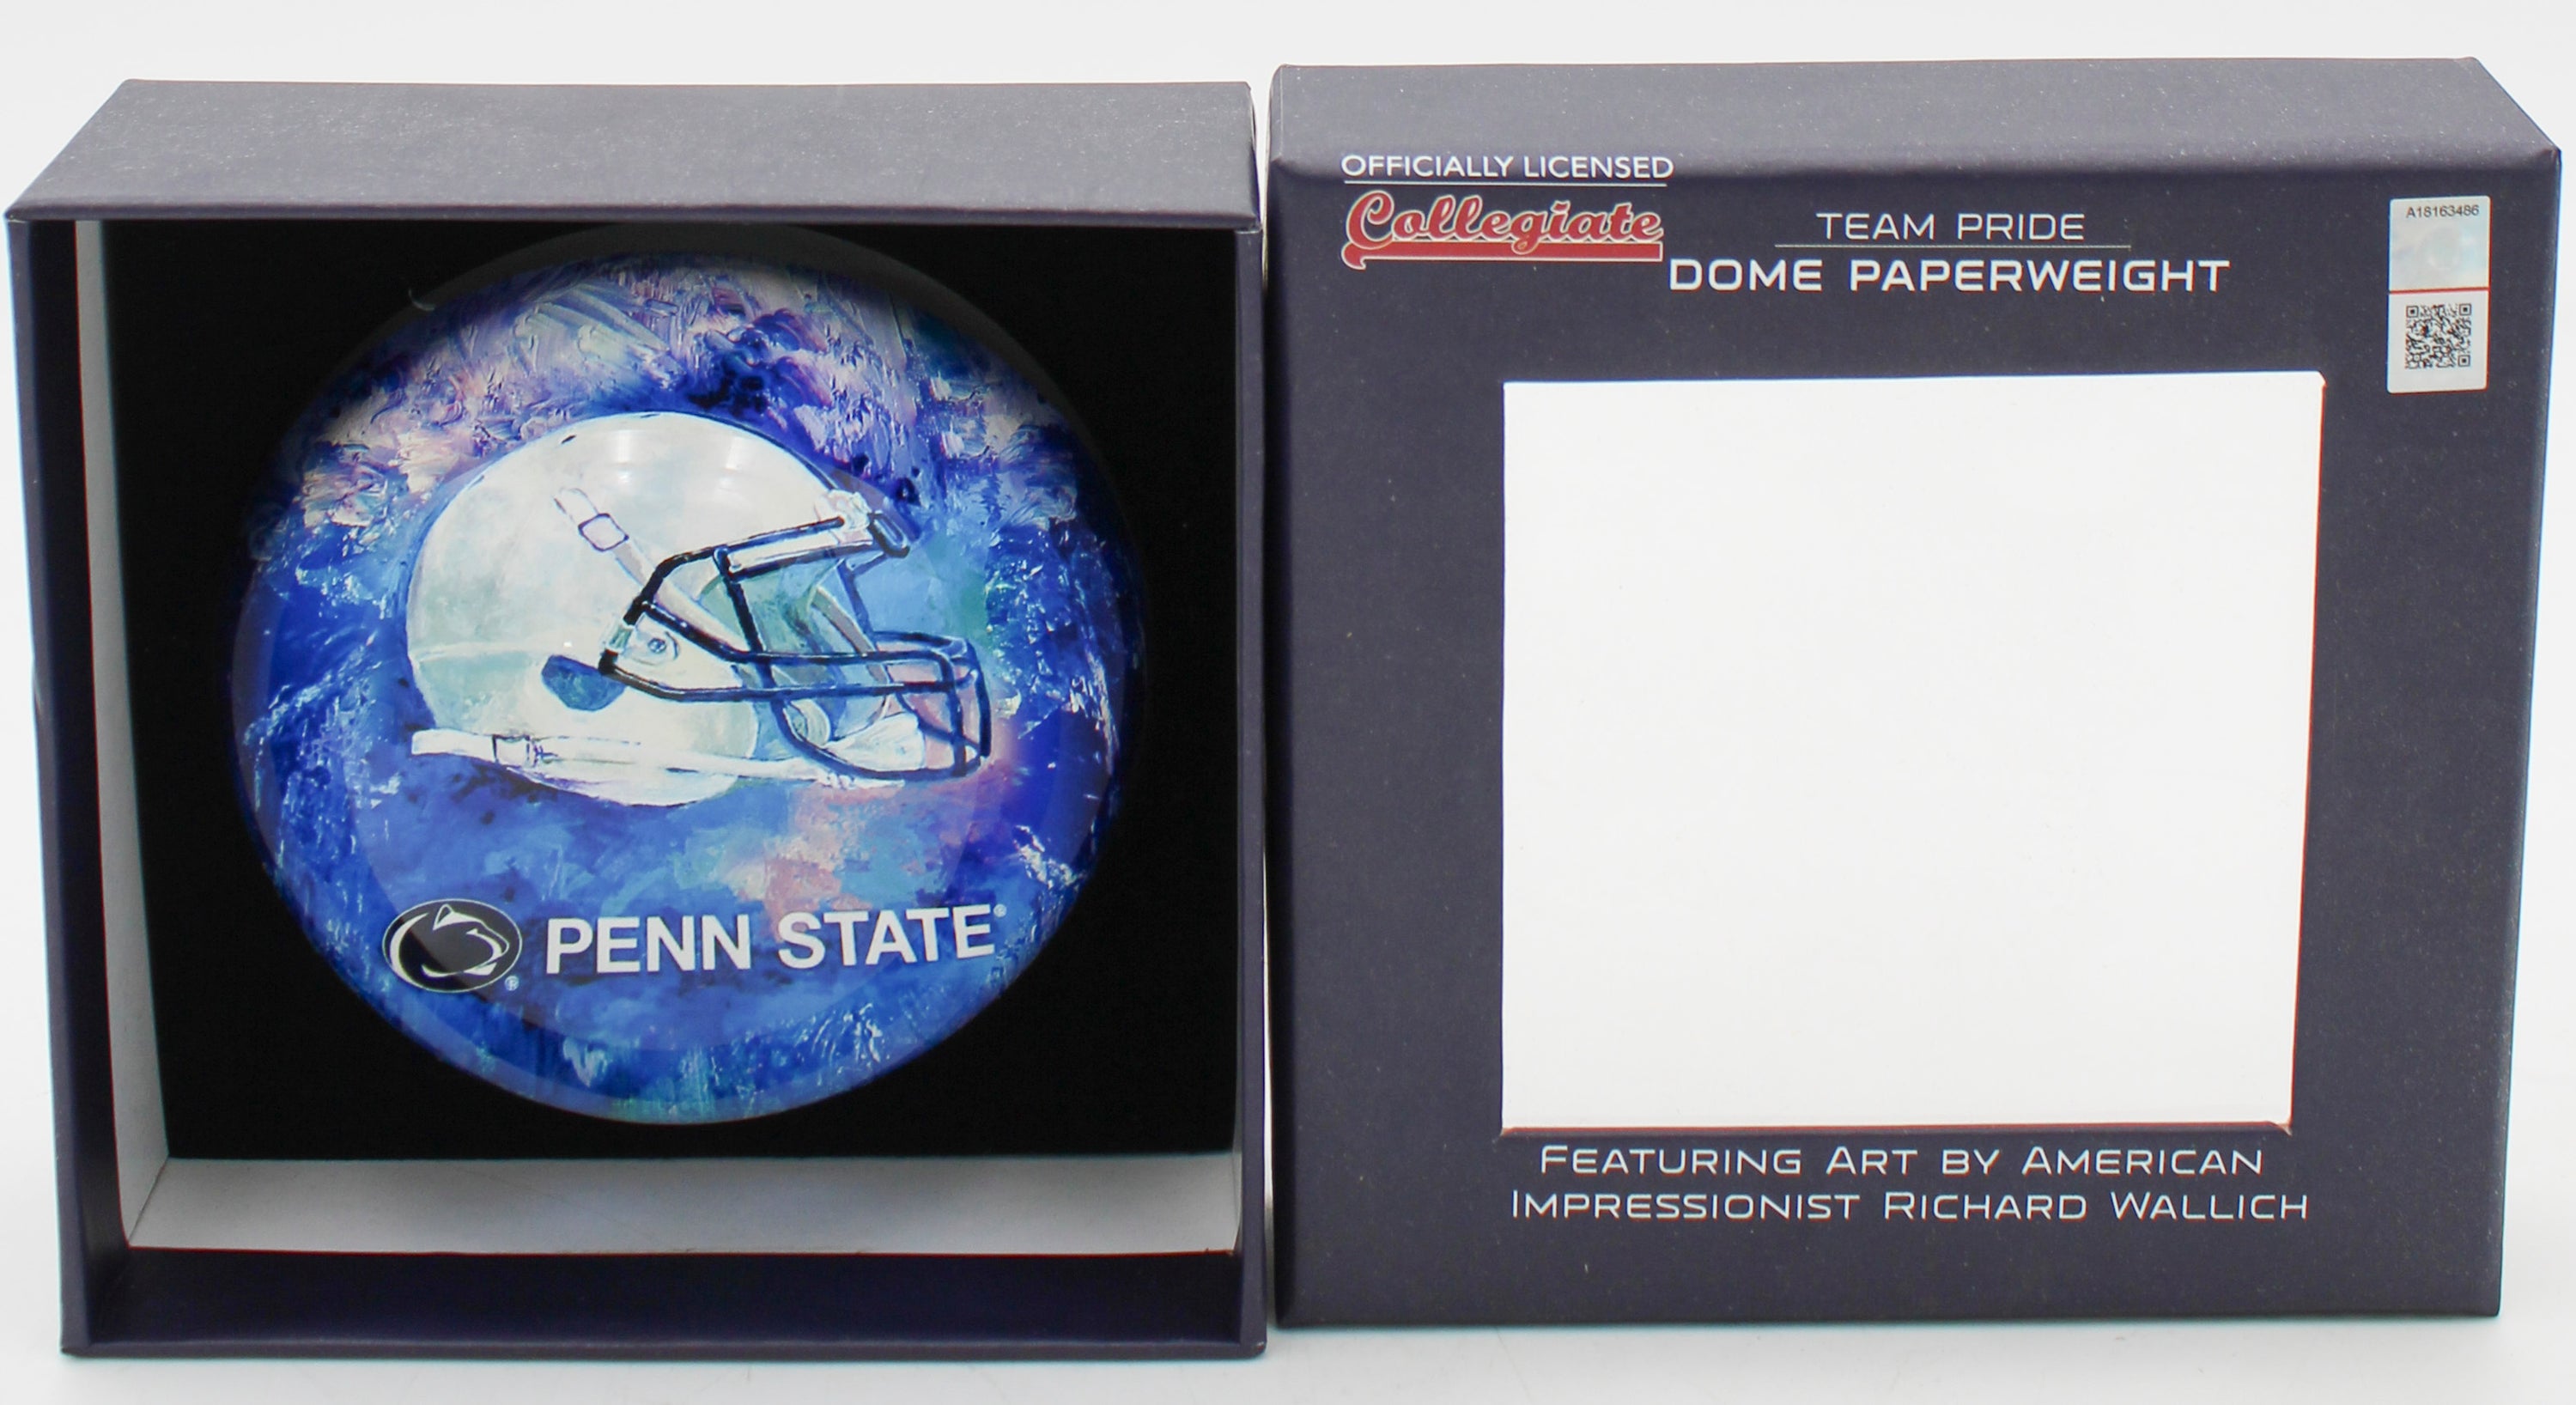 PENN STATE®
®
OFFICIALLY LICENSED
Collegiate
TEAM PRIDE
DOME PAPERWEIGHT
A18163486
FEATURING ART BY AMERICAN
IMPRESSIONIST RICHARD WALLICH